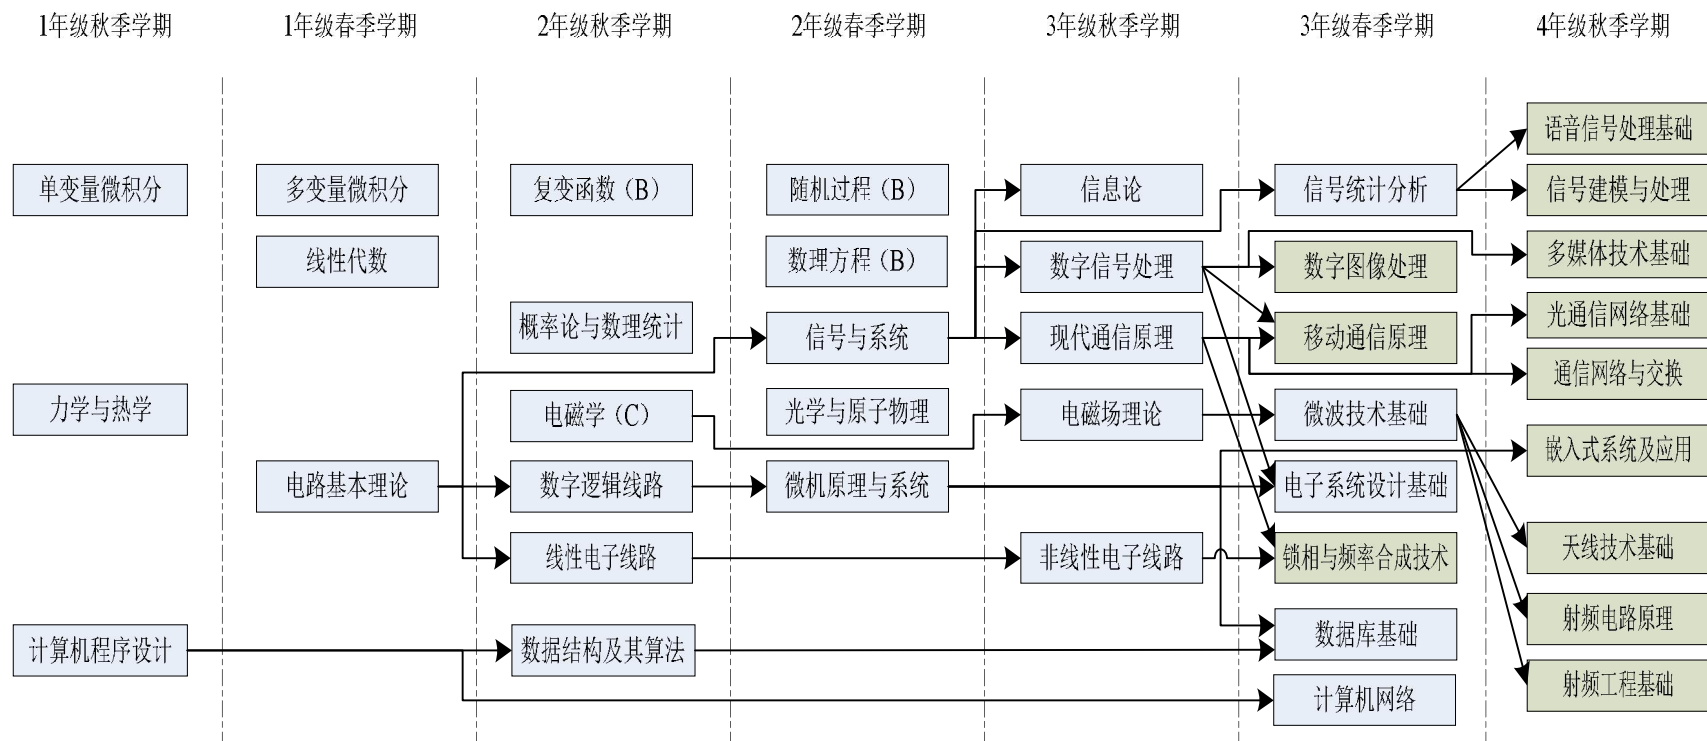 1年级秋季学期
1年级春季学期
2年级秋季学期
2年级春季学期
3年级秋季学期
3年级春季学期
4年级秋季学期
单变量微积分
力学与热学
计算机程序设计
多变量微积分
线性代数
电路基本理论
复变函数（B）
概率论与数理统计
电磁学（C）
数字逻辑线路
线性电子线路
数据结构及其算法
随机过程（B）
数理方程（B）
信号与系统
光学与原子物理
微机原理与系统
信息论
数字信号处理
现代通信原理
电磁场理论
非线性电子线路
信号统计分析
数字图像处理
移动通信原理
微波技术基础
电子系统设计基础
锁相与频率合成技术
数据库基础
计算机网络
语音信号处理基础
信号建模与处理
多媒体技术基础
光通信网络基础
通信网络与交换
嵌入式系统及应用
天线技术基础
射频电路原理
射频工程基础